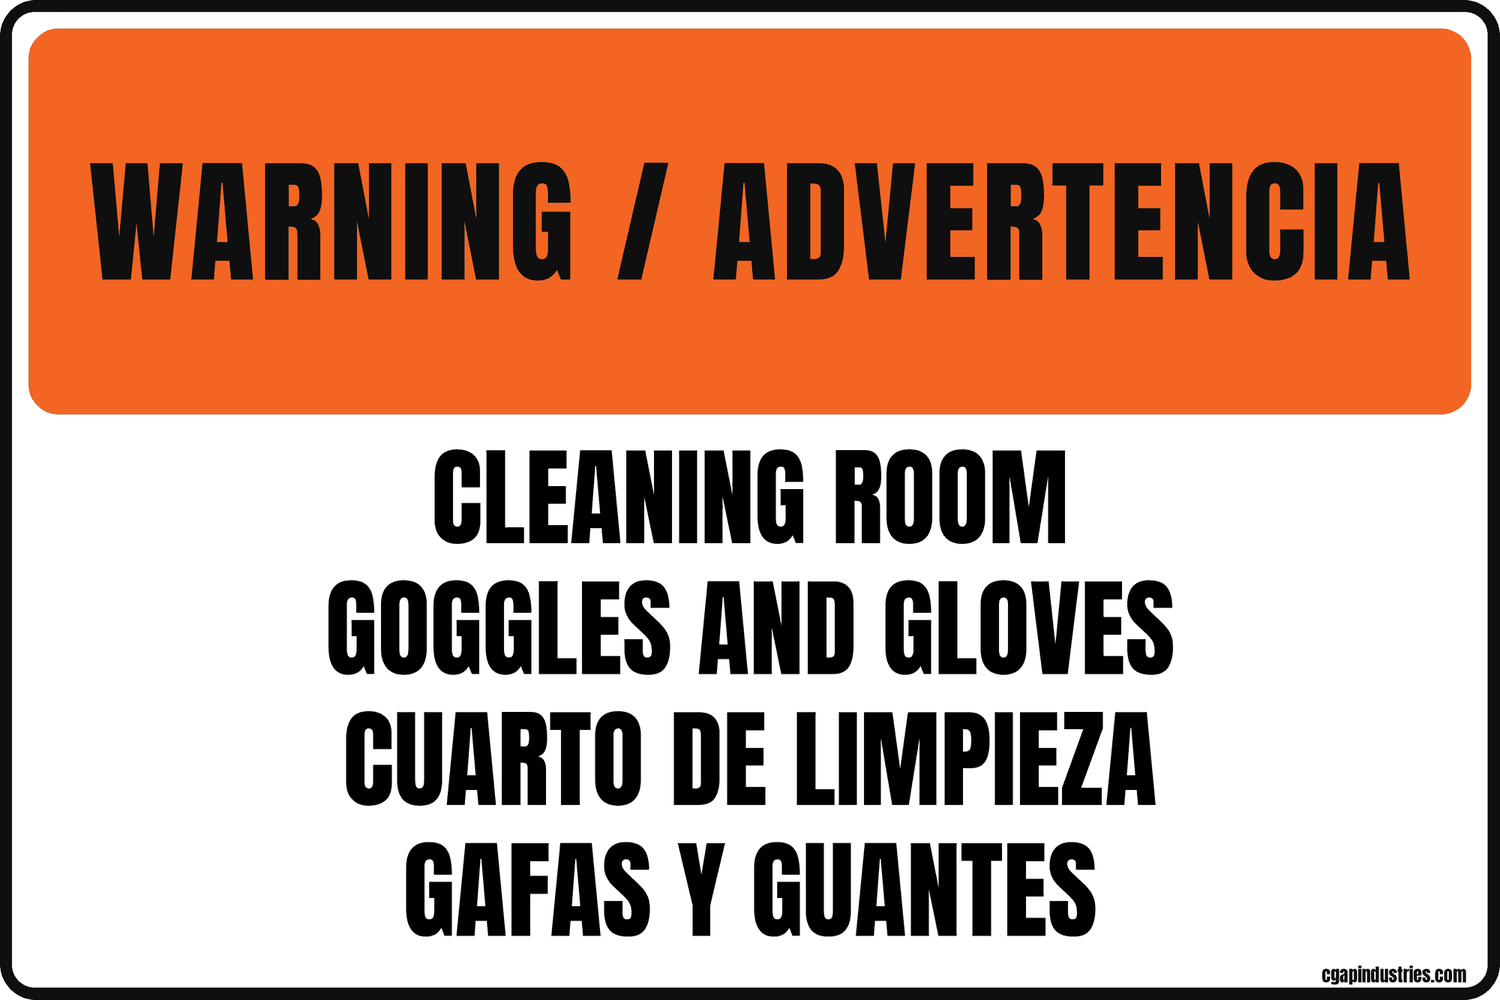 WARNING / ADVERTENCIA
CLEANING ROOM
GOGGLES AND GLOVES
CUARTO DE LIMPIEZA
GAFAS Y GUANTES
cgapindustries.com